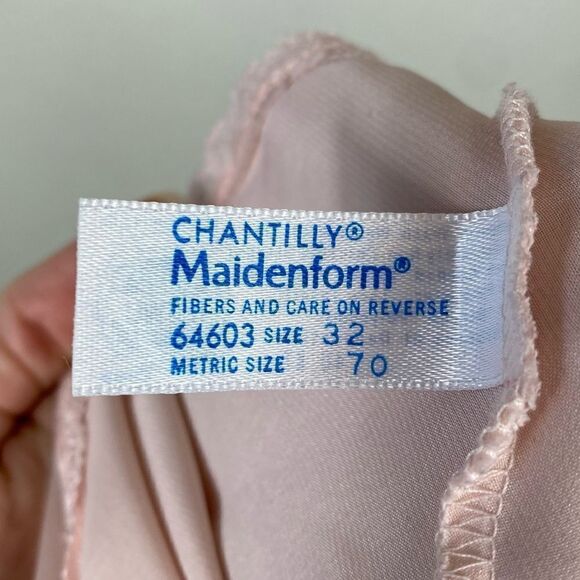 CHANTILLY®
Maidenform®
FIBERS AND CARE ON REVERSE
64603 SIZE 32
METRIC SIZE 70